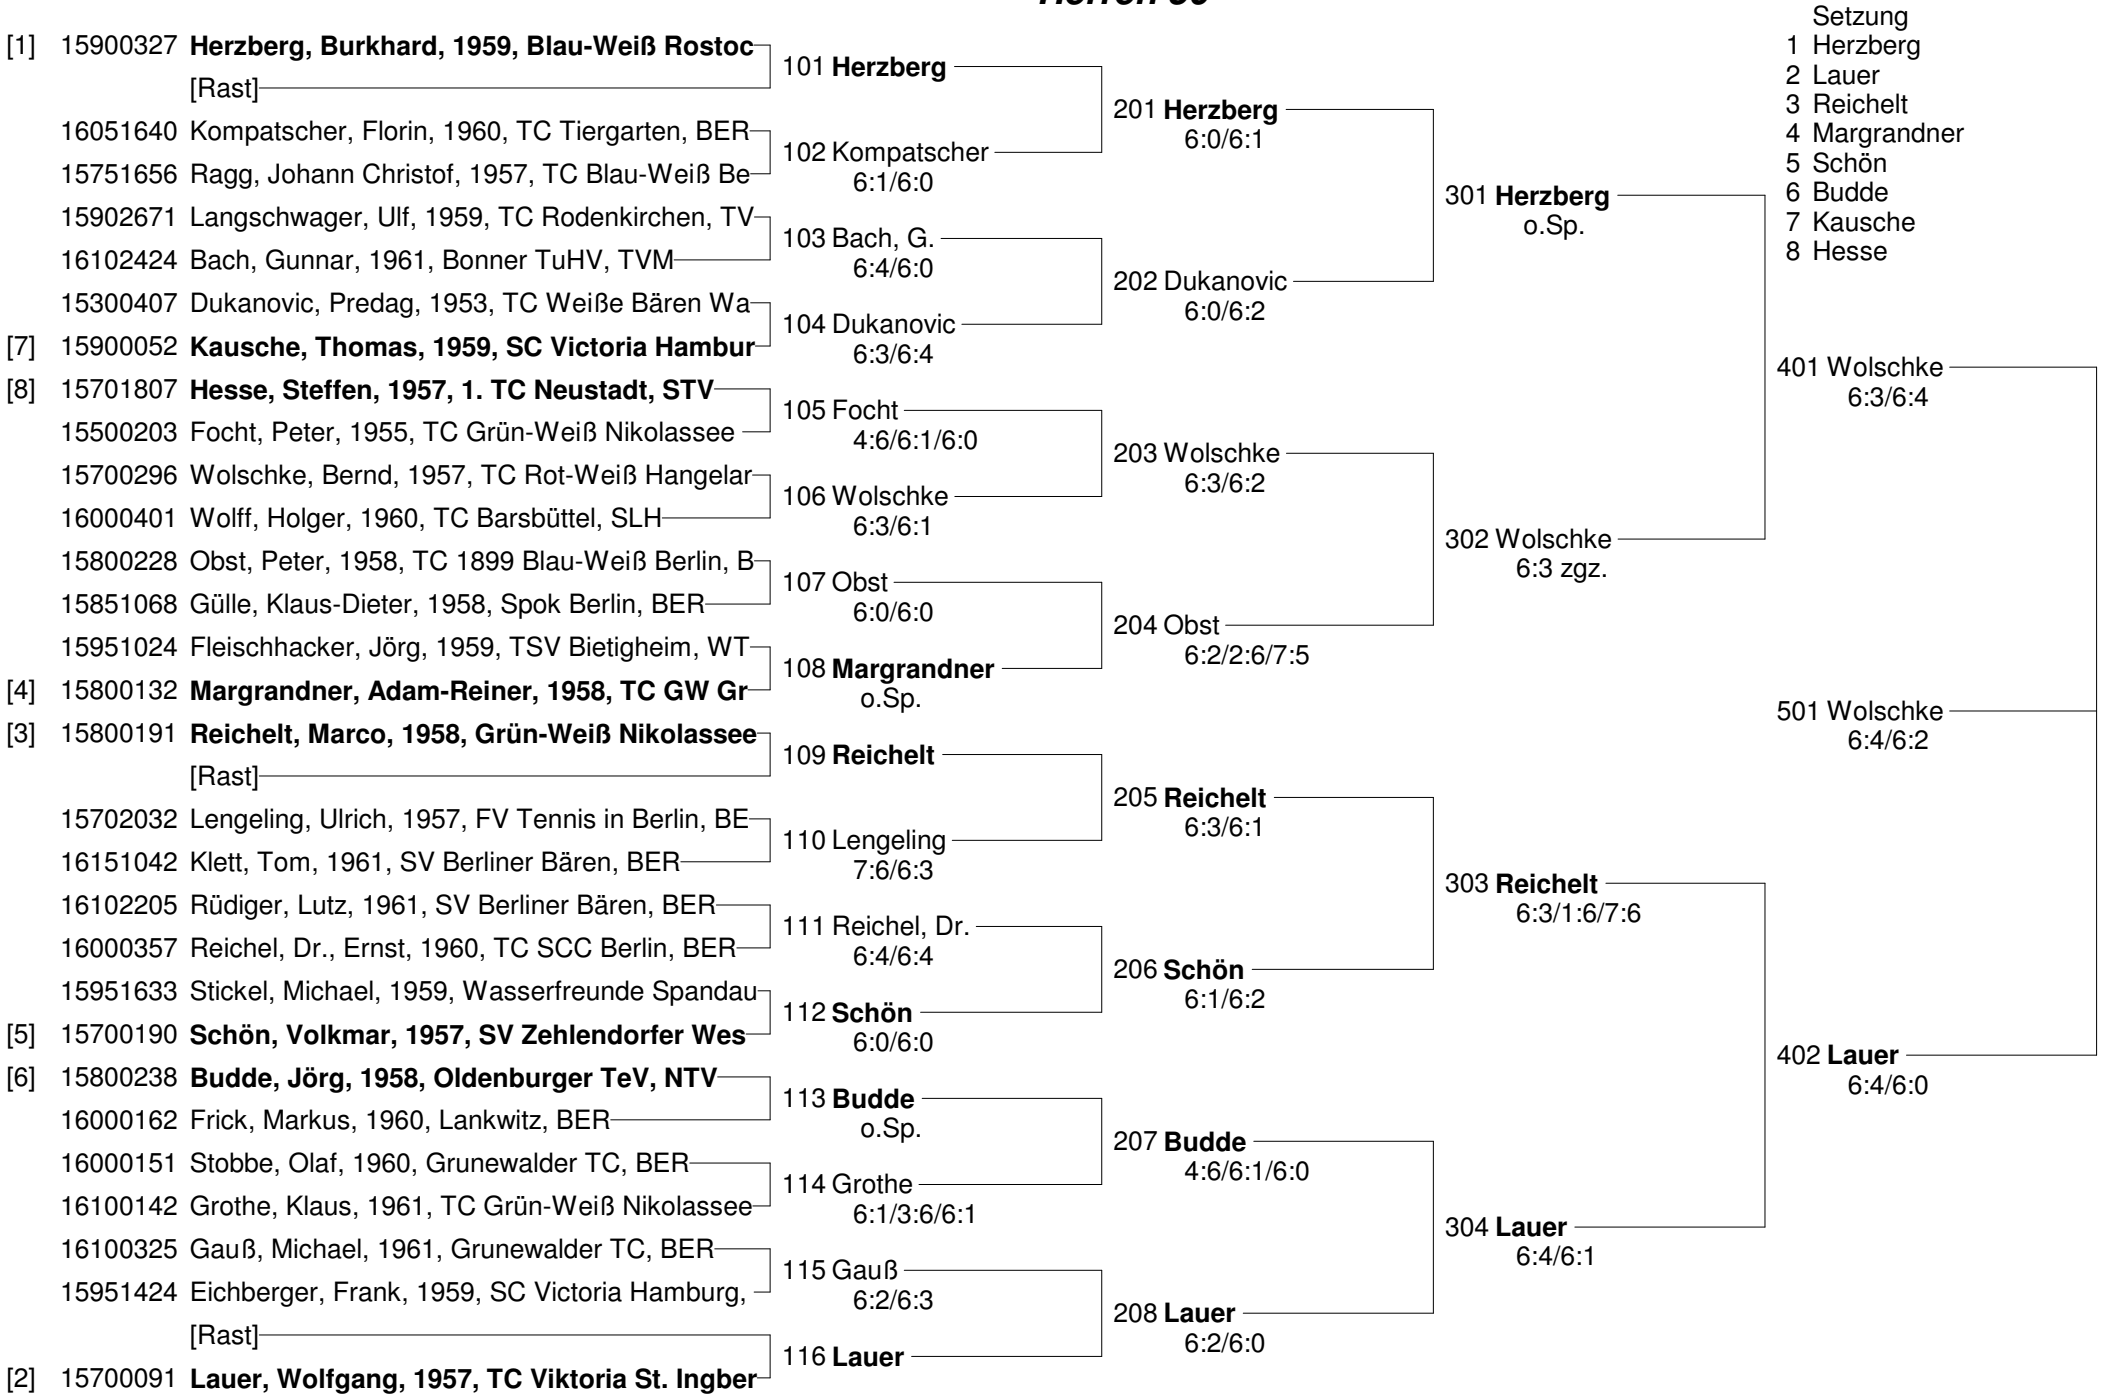 Setzung
1 Herzberg
2 Lauer
3 Reichelt
4 Margrandner
5 Schön
6 Budde
7 Kausche
8 Hesse
[1] 15900327 Herzberg, Burkhard, 1959, Blau-Weiß Rostoc
[Rast]
16051640 Kompatscher, Florin, 1960, TC Tiergarten, BER
15751656 Ragg, Johann Christof, 1957, TC Blau-Weiß Be
15902671 Langschwager, Ulf, 1959, TC Rodenkirchen, TV
16102424 Bach, Gunnar, 1961, Bonner TuHV, TVM
15300407 Dukanovic, Predag, 1953, TC Weiße Bären Wa
[7] 15900052 Kausche, Thomas, 1959, SC Victoria Hambur
[8] 15701807 Hesse, Steffen, 1957, 1. TC Neustadt, STV
15500203 Focht, Peter, 1955, TC Grün-Weiß Nikolassee
15700296 Wolschke, Bernd, 1957, TC Rot-Weiß Hangelar
16000401 Wolff, Holger, 1960, TC Barsbüttel, SLH
15800228 Obst, Peter, 1958, TC 1899 Blau-Weiß Berlin, B
15851068 Gülle, Klaus-Dieter, 1958, Spok Berlin, BER
15951024 Fleischhacker, Jörg, 1959, TSV Bietigheim, WT
[4] 15800132 Margrandner, Adam-Reiner, 1958, TC GW Gr
[3] 15800191 Reichelt, Marco, 1958, Grün-Weiß Nikolassee
[Rast]
15702032 Lengeling, Ulrich, 1957, FV Tennis in Berlin, BE
16151042 Klett, Tom, 1961, SV Berliner Bären, BER
16102205 Rüdiger, Lutz, 1961, SV Berliner Bären, BER
16000357 Reichel, Dr., Ernst, 1960, TC SCC Berlin, BER
15951633 Stickel, Michael, 1959, Wasserfreunde Spandau
[5] 15700190 Schön, Volkmar, 1957, SV Zehlendorfer Wes
[6] 15800238 Budde, Jörg, 1958, Oldenburger TeV, NTV
16000162 Frick, Markus, 1960, Lankwitz, BER
16000151 Stobbe, Olaf, 1960, Grunewalder TC, BER
16100142 Grothe, Klaus, 1961, TC Grün-Weiß Nikolassee
16100325 Gauß, Michael, 1961, Grunewalder TC, BER
15951424 Eichberger, Frank, 1959, SC Victoria Hamburg,
[Rast]
[2] 15700091 Lauer, Wolfgang, 1957, TC Viktoria St. Ingber
101 Herzberg
102 Kompatscher
6:1/6:0
103 Bach, G.
6:4/6:0
104 Dukanovic
6:3/6:4
105 Focht
4:6/6:1/6:0
106 Wolschke
6:3/6:1
107 Obst
6:0/6:0
108 Margrandner
o.Sp.
109 Reichelt
110 Lengeling
7:6/6:3
111 Reichel, Dr.
6:4/6:4
112 Schön
6:0/6:0
113 Budde
o.Sp.
114 Grothe
6:1/3:6/6:1
115 Gauß
6:2/6:3
116 Lauer
201 Herzberg
6:0/6:1
202 Dukanovic
6:0/6:2
203 Wolschke
6:3/6:2
204 Obst
6:2/2:6/7:5
205 Reichelt
6:3/6:1
206 Schön
6:1/6:2
207 Budde
4:6/6:1/6:0
208 Lauer
6:2/6:0
301 Herzberg
o.Sp.
302 Wolschke
6:3 zgz.
303 Reichelt
6:3/1:6/7:6
304 Lauer
6:4/6:1
401 Wolschke
6:3/6:4
402 Lauer
6:4/6:0
501 Wolschke
6:4/6:2